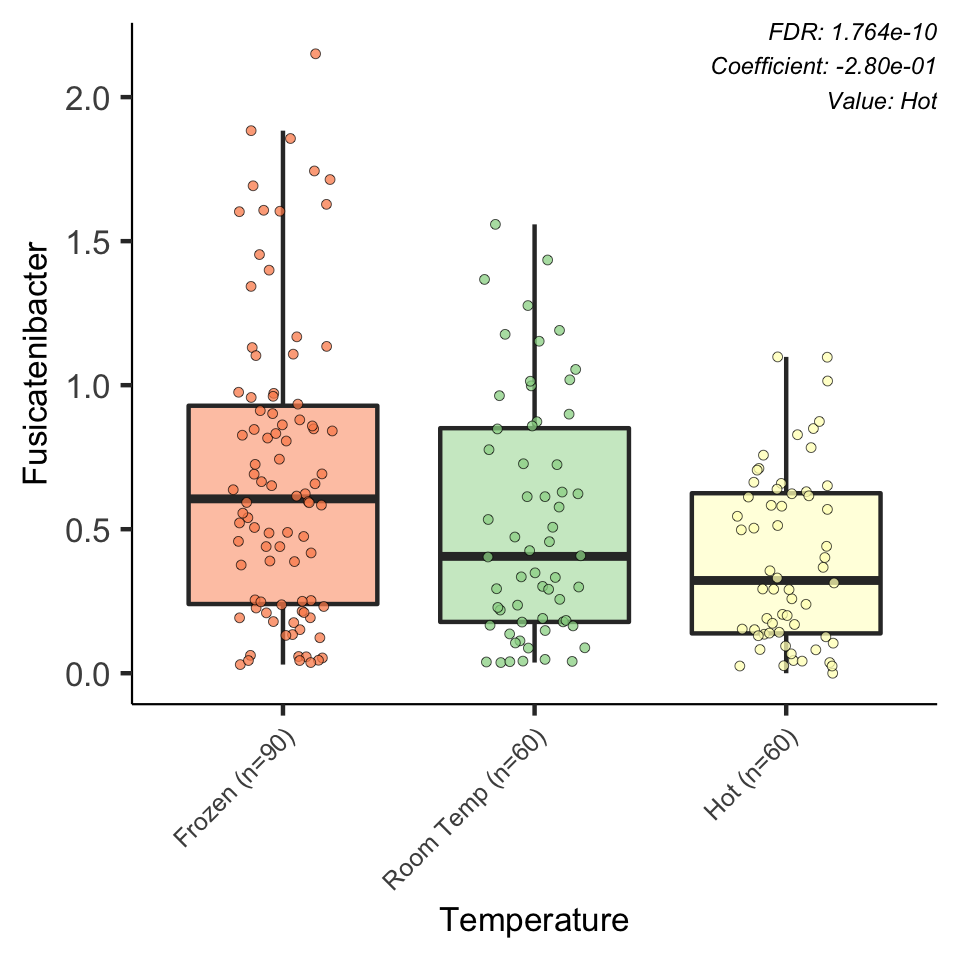 FDR: 1.764e-10
Coefficient: -2.80e-01
Value: Hot
Fusicatenibacter
2.0
1.5
1.0
0.5
0.0
Frozen (n=90)
Room Temp (n=60)
Hot (n=60)
Temperature